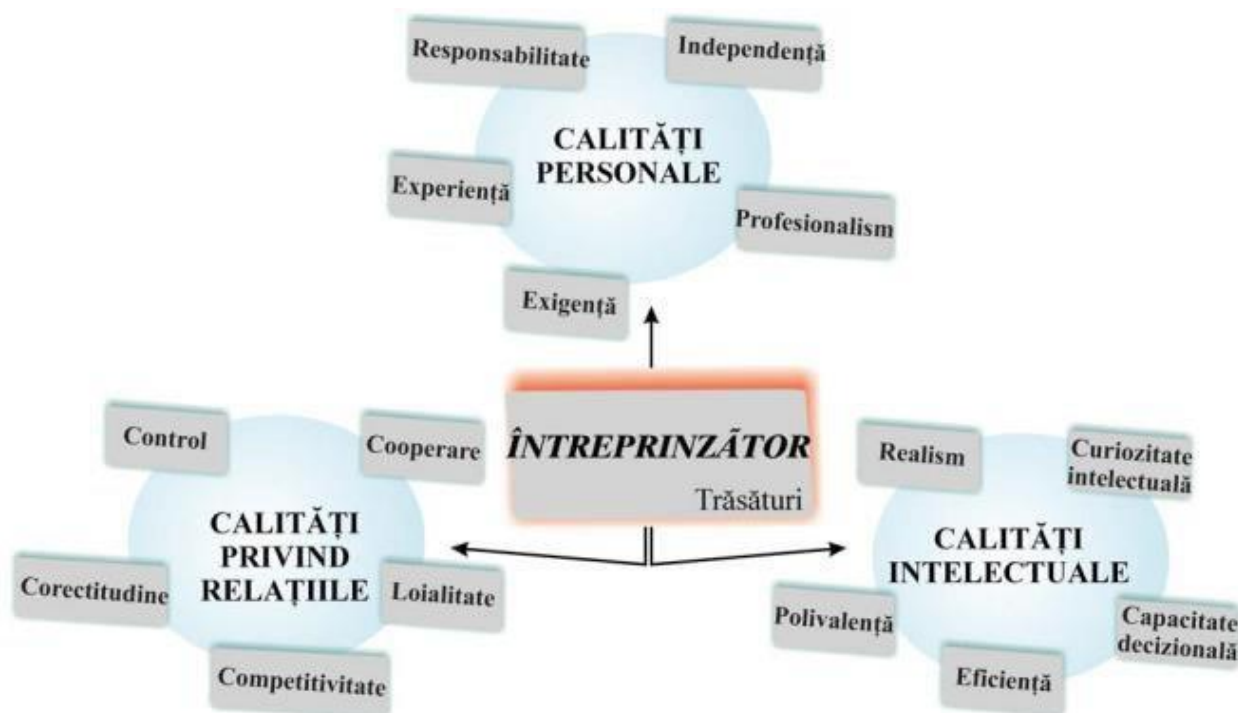 Responsabilitate
Independență
CALITĂȚI
PERSONALE
Experiență
Profesionalism
Exigență
ÎNTREPRINZÃTOR
Trăsături
Control
Cooperare
CALITĂȚI
PRIVIND
RELAȚIILE
Corectitudine
Loialitate
Competitivitate
Realism
Curiozitate
intelectuală
CALITĂȚI
INTELECTUALE
Polivalență
Capacitate
decizională
Eficiență